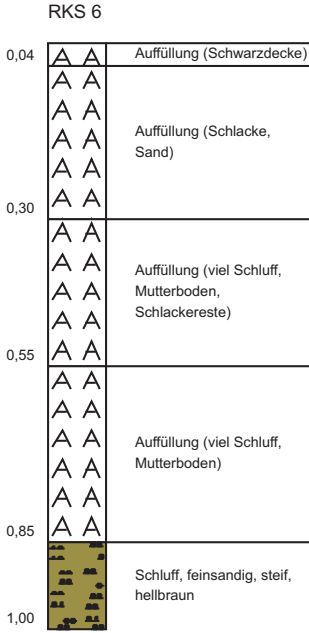 RKS 6
0,04
Auffüllung (Schwarzdecke)
Auffüllung (Schlacke,
Sand)
0,30
Auffüllung (viel Schluff,
Mutterboden,
Schlackereste)
0,55
Auffüllung (viel Schluff,
Mutterboden)
0,85
Schluff, feinsandig, steif,
hellbraun
1,00